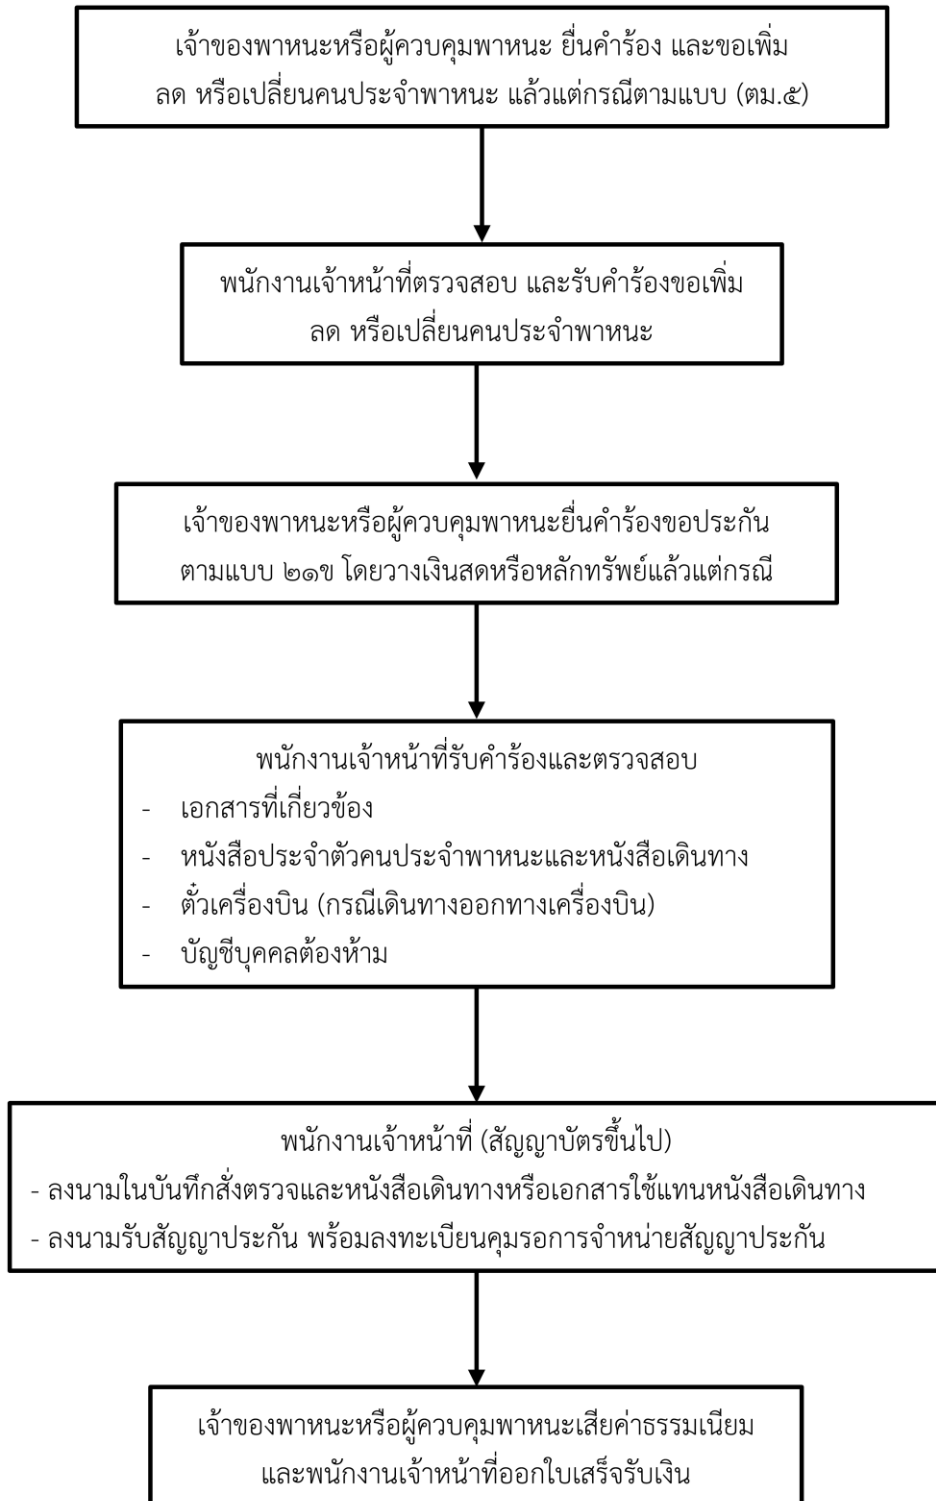 เจ้าของพาหนะหรือผู้ควบคุมพาหนะ ยื่นคำร้อง และขอเพิ่ม
ลด หรือเปลี่ยนคนประจำพาหนะ แล้วแต่กรณีตามแบบ (ตม.๕)
พนักงานเจ้าหน้าที่ตรวจสอบ และรับคำร้องขอเพิ่ม
ลด หรือเปลี่ยนคนประจำพาหนะ
เจ้าของพาหนะหรือผู้ควบคุมพาหนะยื่นคำร้องขอประกัน
ตามแบบ ๒๑ข โดยวางเงินสดหรือหลักทรัพย์แล้วแต่กรณี
พนักงานเจ้าหน้าที่รับคำร้องและตรวจสอบ
- เอกสารที่เกี่ยวข้อง
- หนังสือประจำตัวคนประจำพาหนะและหนังสือเดินทาง
- ตั๋วเครื่องบิน (กรณีเดินทางออกทางเครื่องบิน)
- บัญชีบุคคลต้องห้าม
พนักงานเจ้าหน้าที่ (สัญญาบัตรขึ้นไป)
- ลงนามในบันทึกสั่งตรวจและหนังสือเดินทางหรือเอกสารใช้แทนหนังสือเดินทาง
- ลงนามรับสัญญาประกัน พร้อมลงทะเบียนคุมรอการจำหน่ายสัญญาประกัน
เจ้าของพาหนะหรือผู้ควบคุมพาหนะเสียค่าธรรมเนียม
และพนักงานเจ้าหน้าที่ออกใบเสร็จรับเงิน